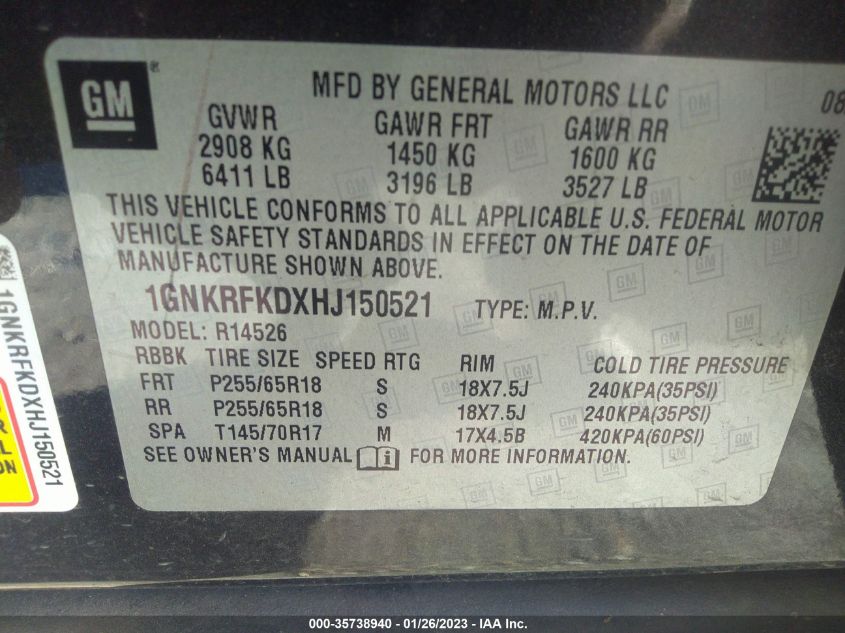 GM
®
MFD BY GENERAL MOTORS LLC
08
GVWR GAWR FRT GAWR RR
2908 KG 1450 KG 1600 KG
6411 LB 3196 LB 3527 LB
THIS VEHICLE CONFORMS TO ALL APPLICABLE U.S. FEDERAL MOTOR
VEHICLE SAFETY STANDARDS IN EFFECT ON THE DATE OF
MANUFACTURE SHOWN ABOVE.
1GNKRFKDXHJ150521 TYPE: M.P.V.
MODEL: R14526
RBBK TIRE SIZE SPEED RTG RIM COLD TIRE PRESSURE
FRT P255/65R18 S 18X7.5J 240KPA(35PSI)
RR P255/65R18 S 18X7.5J 240KPA(35PSI)
SPA T145/70R17 M 17X4.5B 420KPA(60PSI)
SEE OWNER'S MANUAL i FOR MORE INFORMATION.
1GNKRFKDXHJ150521
R
L
ON
000-35738940 - 01/26/2023 - IAA Inc.